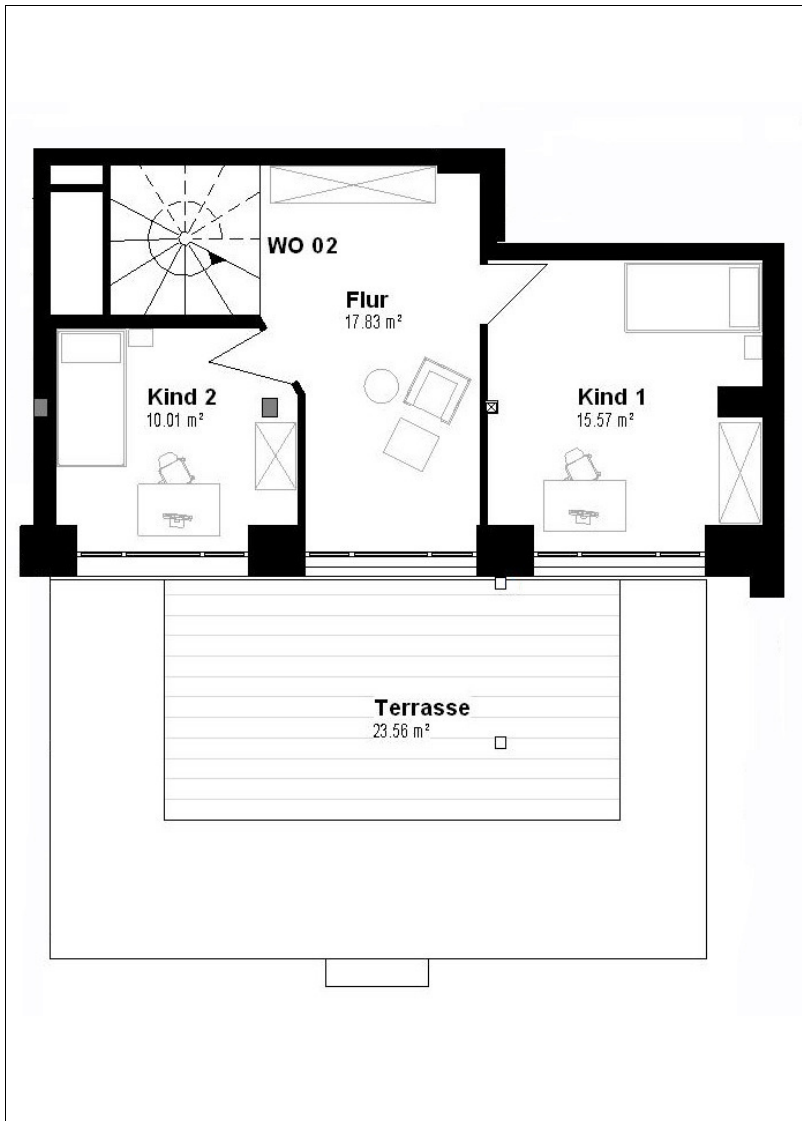 WO 02
Flur
17.83 m²
Kind 2
10.01 m²
Kind 1
15.57 m²
Terrasse
23.56 m²